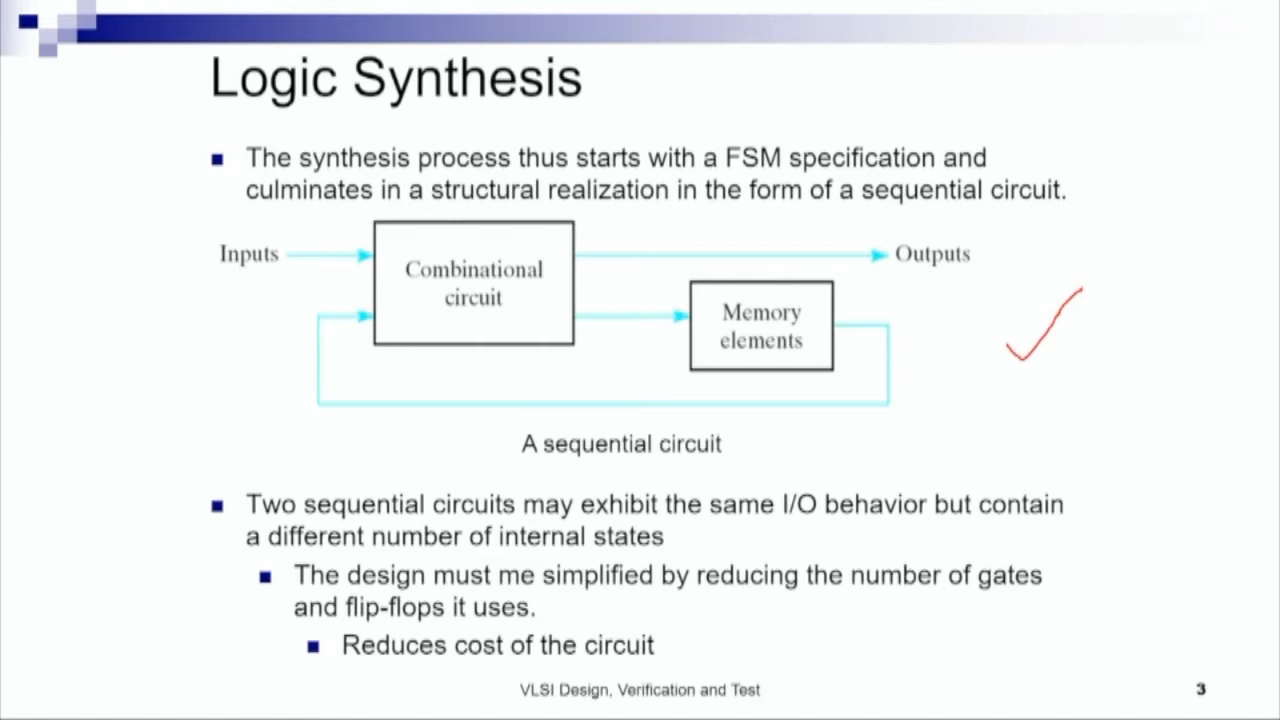 Logic Synthesis
The synthesis process thus starts with a FSM specification and
culminates in a structural realization in the form of a sequential circuit.
Inputs
Combinational
circuit
Outputs
Memory
elements
A sequential circuit
Two sequential circuits may exhibit the same I/O behavior but contain
a different number of internal states
The design must me simplified by reducing the number of gates
and flip-flops it uses.
Reduces cost of the circuit
VLSI Design, Verification and Test
3